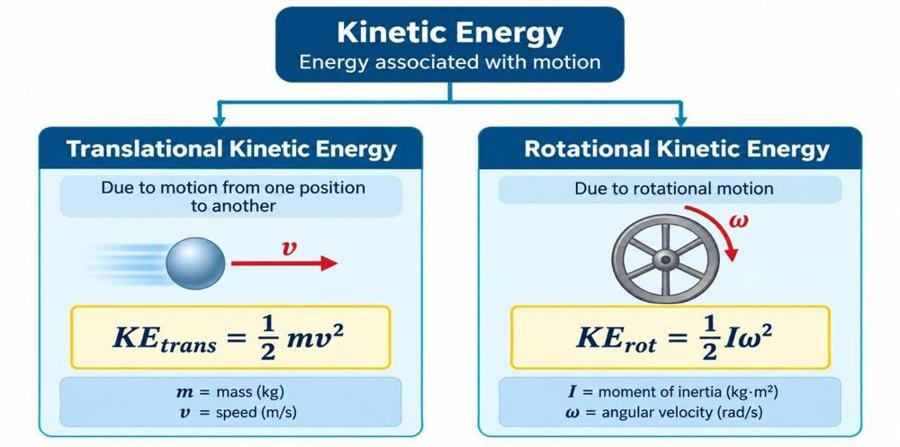 Kinetic Energy
Energy associated with motion
Translational Kinetic Energy
Due to motion from one position
to another
v
KE_trans = 1/2 mv²
m = mass (kg)
v = speed (m/s)
Rotational Kinetic Energy
Due to rotational motion
ω
KE_rot = 1/2 Iω²
I = moment of inertia (kg·m²)
ω = angular velocity (rad/s)